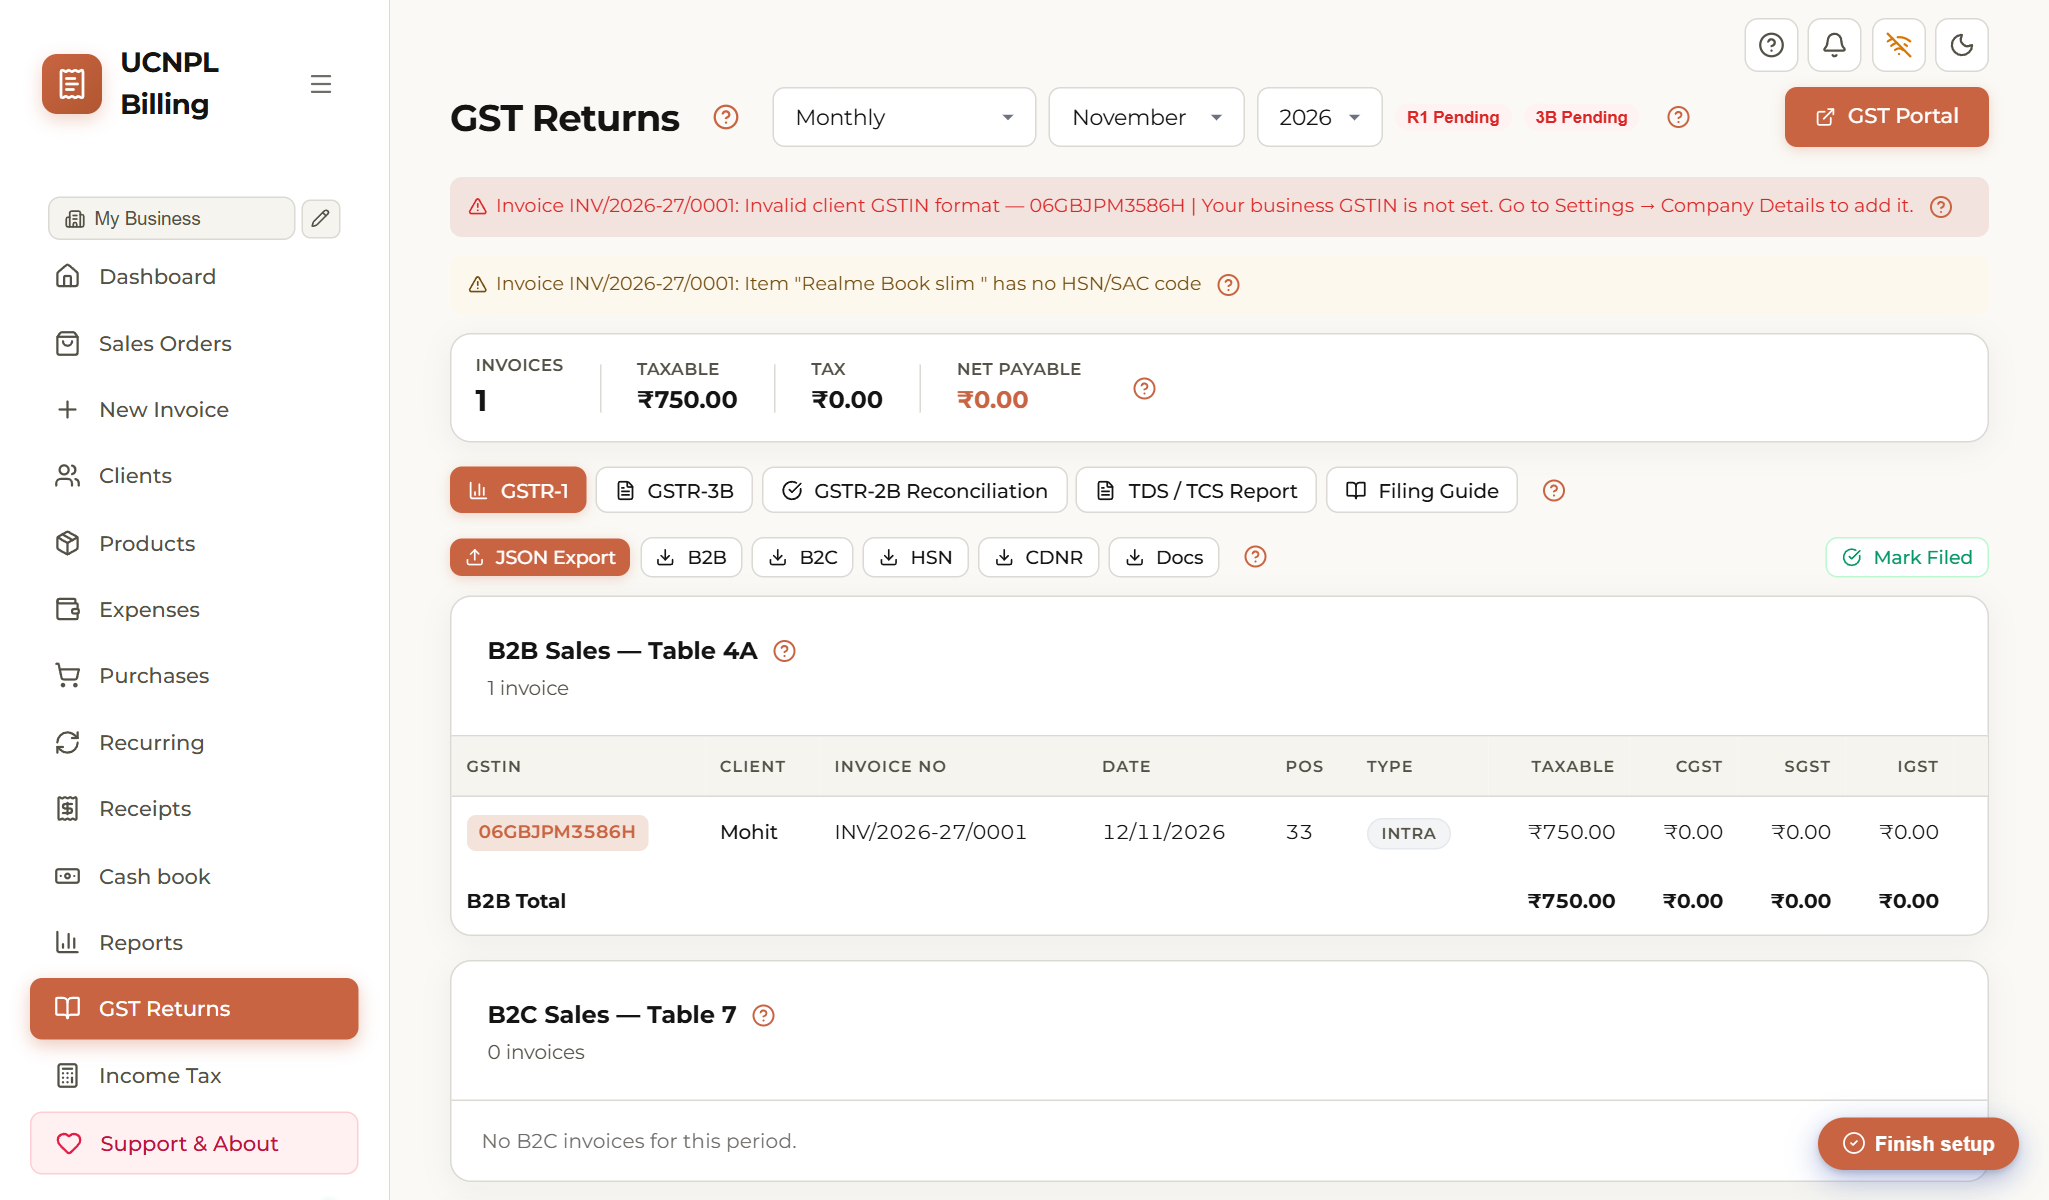 UCNPL
Billing
My Business
Dashboard
Sales Orders
New Invoice
Clients
Products
Expenses
Purchases
Recurring
Receipts
Cash book
Reports
GST Returns
Income Tax
Support & About
GST Returns
Monthly
November
2026
R1 Pending
3B Pending
GST Portal
Invoice INV/2026-27/0001: Invalid client GSTIN format — 06GBJPM3586H | Your business GSTIN is not set. Go to Settings → Company Details to add it.
Invoice INV/2026-27/0001: Item "Realme Book slim " has no HSN/SAC code
INVOICES
1
TAXABLE
₹750.00
TAX
₹0.00
NET PAYABLE
₹0.00
GSTR-1
GSTR-3B
GSTR-2B Reconciliation
TDS / TCS Report
Filing Guide
JSON Export
B2B
B2C
HSN
CDNR
Docs
Mark Filed
B2B Sales — Table 4A
1 invoice
GSTIN CLIENT INVOICE NO DATE POS TYPE TAXABLE CGST SGST IGST
06GBJPM3586H Mohit INV/2026-27/0001 12/11/2026 33 INTRA ₹750.00 ₹0.00 ₹0.00 ₹0.00
B2B Total ₹750.00 ₹0.00 ₹0.00 ₹0.00
B2C Sales — Table 7
0 invoices
No B2C invoices for this period.
Finish setup